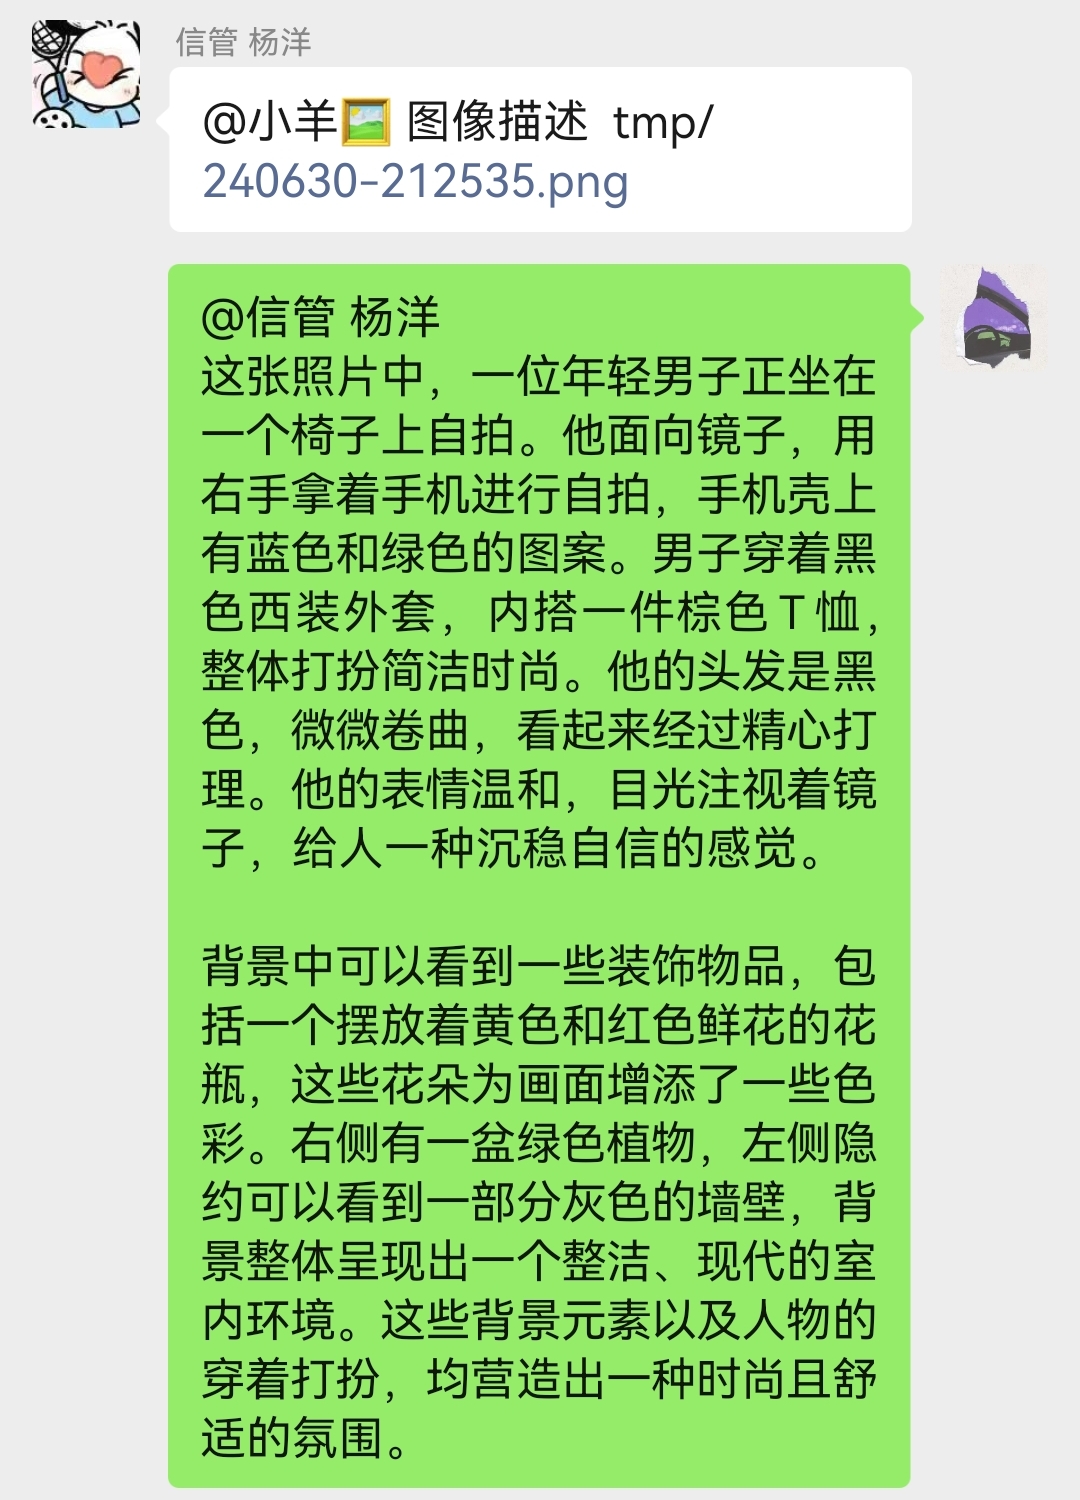 信管 杨洋
@小羊🖼️ 图像描述 tmp/
240630-212535.png
@信管 杨洋
这张照片中，一位年轻男子正坐在
一个椅子上自拍。他面向镜子，用
右手拿着手机进行自拍，手机壳上
有蓝色和绿色的图案。男子穿着黑
色西装外套，内搭一件棕色T恤，
整体打扮简洁时尚。他的头发是黑
色，微微卷曲，看起来经过精心打
理。他的表情温和，目光注视着镜
子，给人一种沉稳自信的感觉。
背景中可以看到一些装饰物品，包
括一个摆放着黄色和红色鲜花的花
瓶，这些花朵为画面增添了一些色
彩。右侧有一盆绿色植物，左侧隐
约可以看到一部分灰色的墙壁，背
景整体呈现出一个整洁、现代的室
内环境。这些背景元素以及人物的
穿着打扮，均营造出一种时尚且舒
适的氛围。